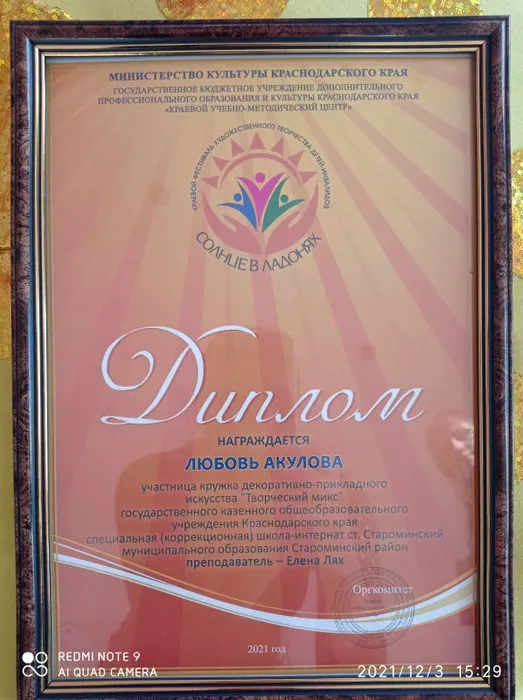 МИНИСТЕРСТВО КУЛЬТУРЫ КРАСНОДАРСКОГО КРАЯ
ГОСУДАРСТВЕННОЕ БЮДЖЕТНОЕ УЧРЕЖДЕНИЕ ДОПОЛНИТЕЛЬНОГО
ПРОФЕССИОНАЛЬНОГО ОБРАЗОВАНИЯ И КУЛЬТУРЫ КРАСНОДАРСКОГО КРАЯ
«КРАЕВОЙ УЧЕБНО-МЕТОДИЧЕСКИЙ ЦЕНТР»
КРАЕВОЙ ФЕСТИВАЛЬ ХУДОЖЕСТВЕННОГО ТВОРЧЕСТВА ДЕТЕЙ-ИНВАЛИДОВ
СОЛНЦЕ В ЛАДОНЯХ
Диплом
НАГРАЖДАЕТСЯ
ЛЮБОВЬ АКУЛОВА
участница кружка декоративно-прикладного
искусства "Творческий микс"
государственного казенного общеобразовательного
учреждения Краснодарского края
специальная (коррекционная) школа-интернат ст. Староминский
муниципального образования Староминский район
преподаватель – Елена Лях
Оргкомитет
2021 год
REDMI NOTE 9
AI QUAD CAMERA
2021/12/3 15:29